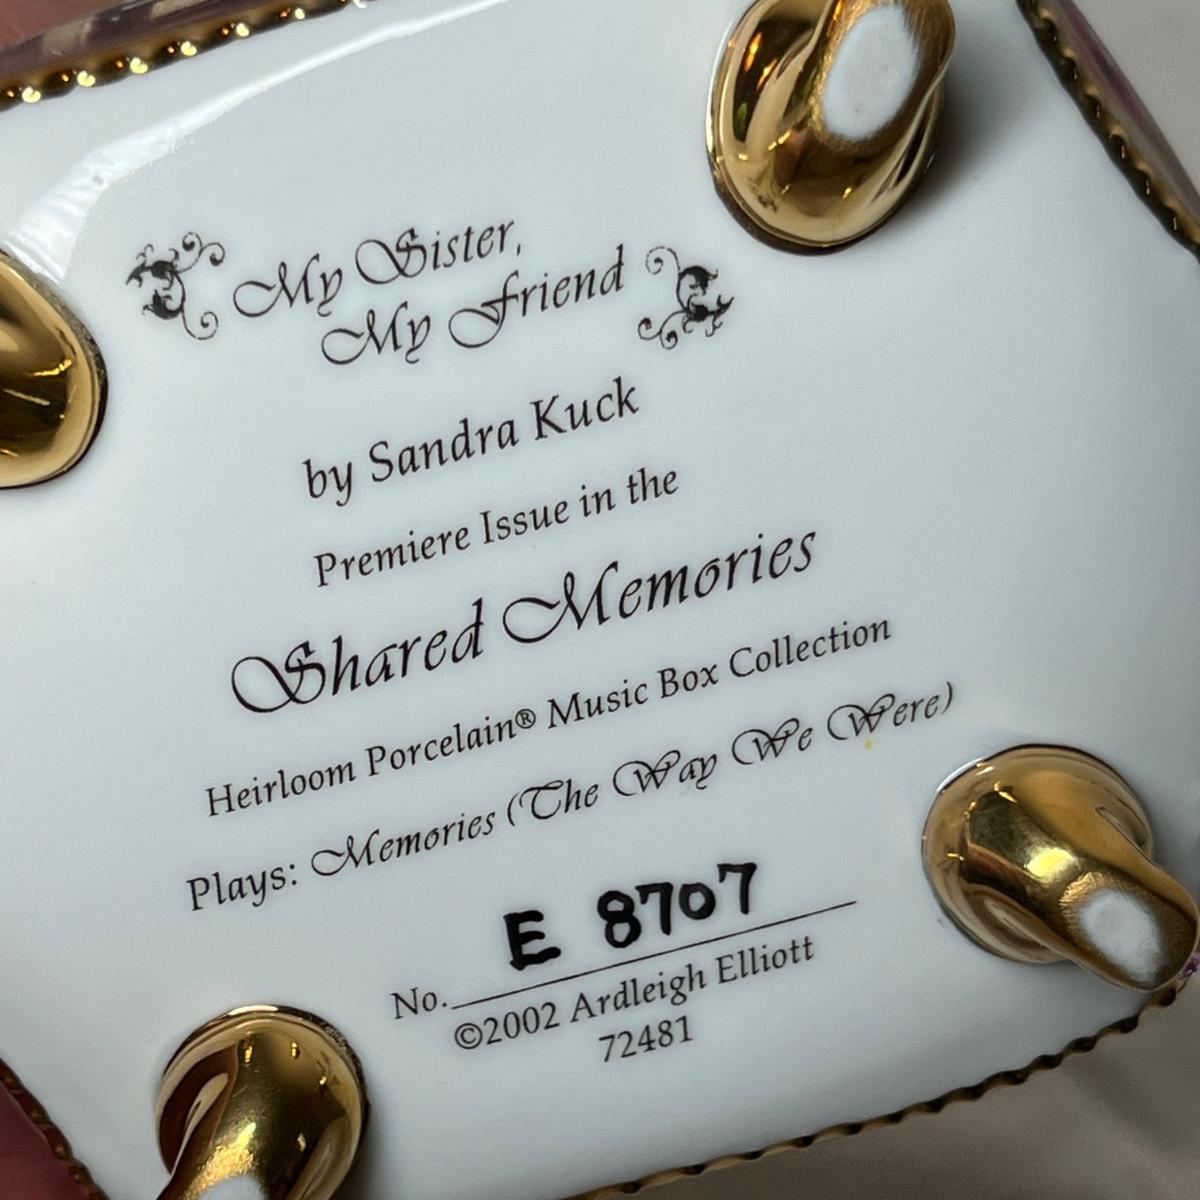 My Sister,
My Friend
by Sandra Kuck
Premiere Issue in the
Shared Memories
Heirloom Porcelain® Music Box Collection
Plays: Memories (The Way We Were)
No. E 8707
©2002 Ardleigh Elliott
72481